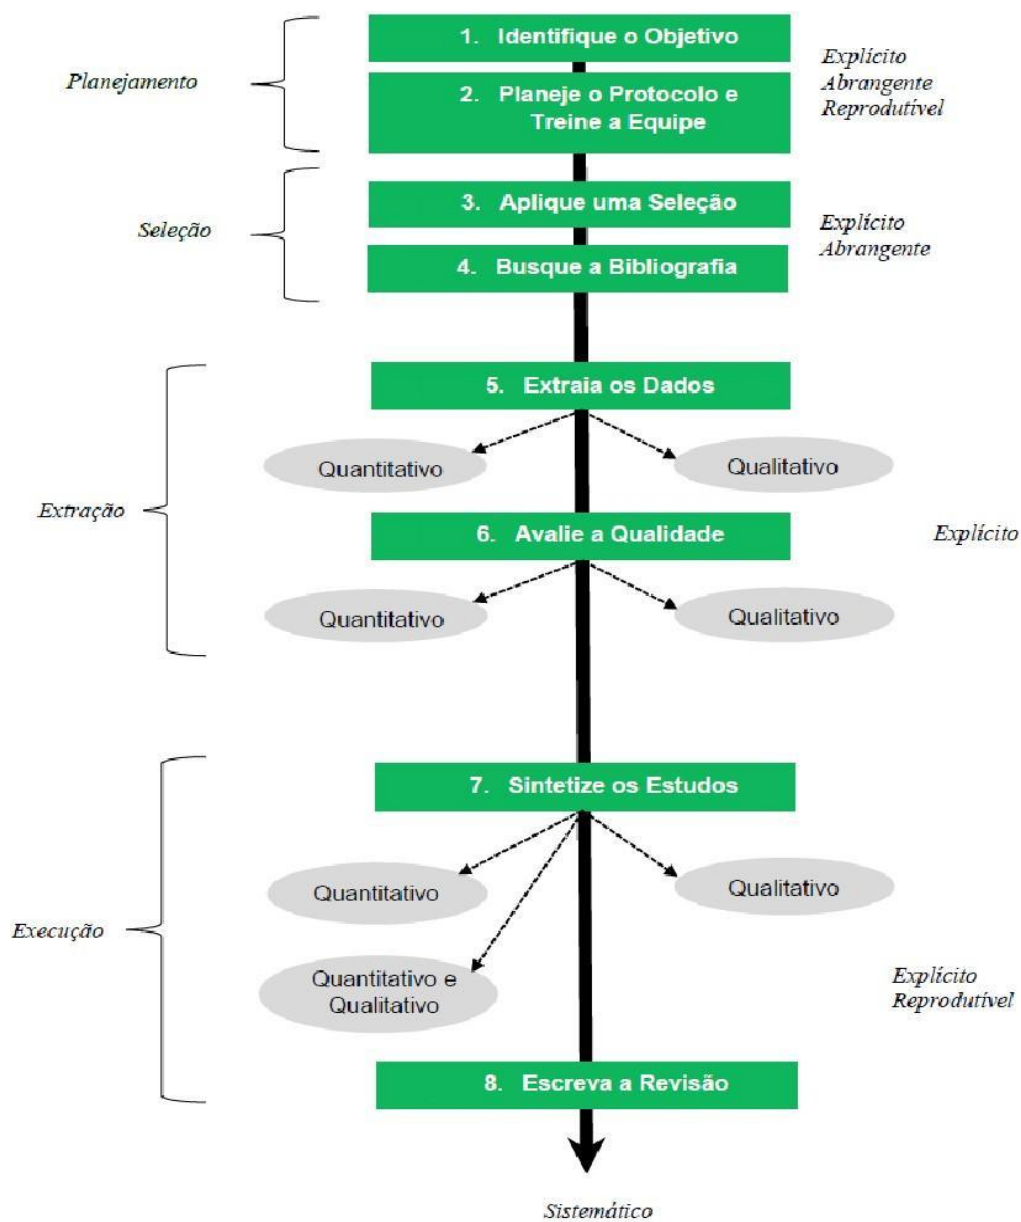 1. Identifique o Objetivo
Planejamento
Explícito
Abrangente
Reprodutível
2. Planeje o Protocolo e
Treine a Equipe
3. Aplique uma Seleção
Seleção
Explícito
Abrangente
4. Busque a Bibliografia
5. Extraia os Dados
Quantitativo
Qualitativo
Extração
6. Avalie a Qualidade
Explícito
Quantitativo
Qualitativo
7. Sintetize os Estudos
Quantitativo
Qualitativo
Execução
Quantitativo e
Qualitativo
Explícito
Reprodutível
8. Escreva a Revisão
Sistemático